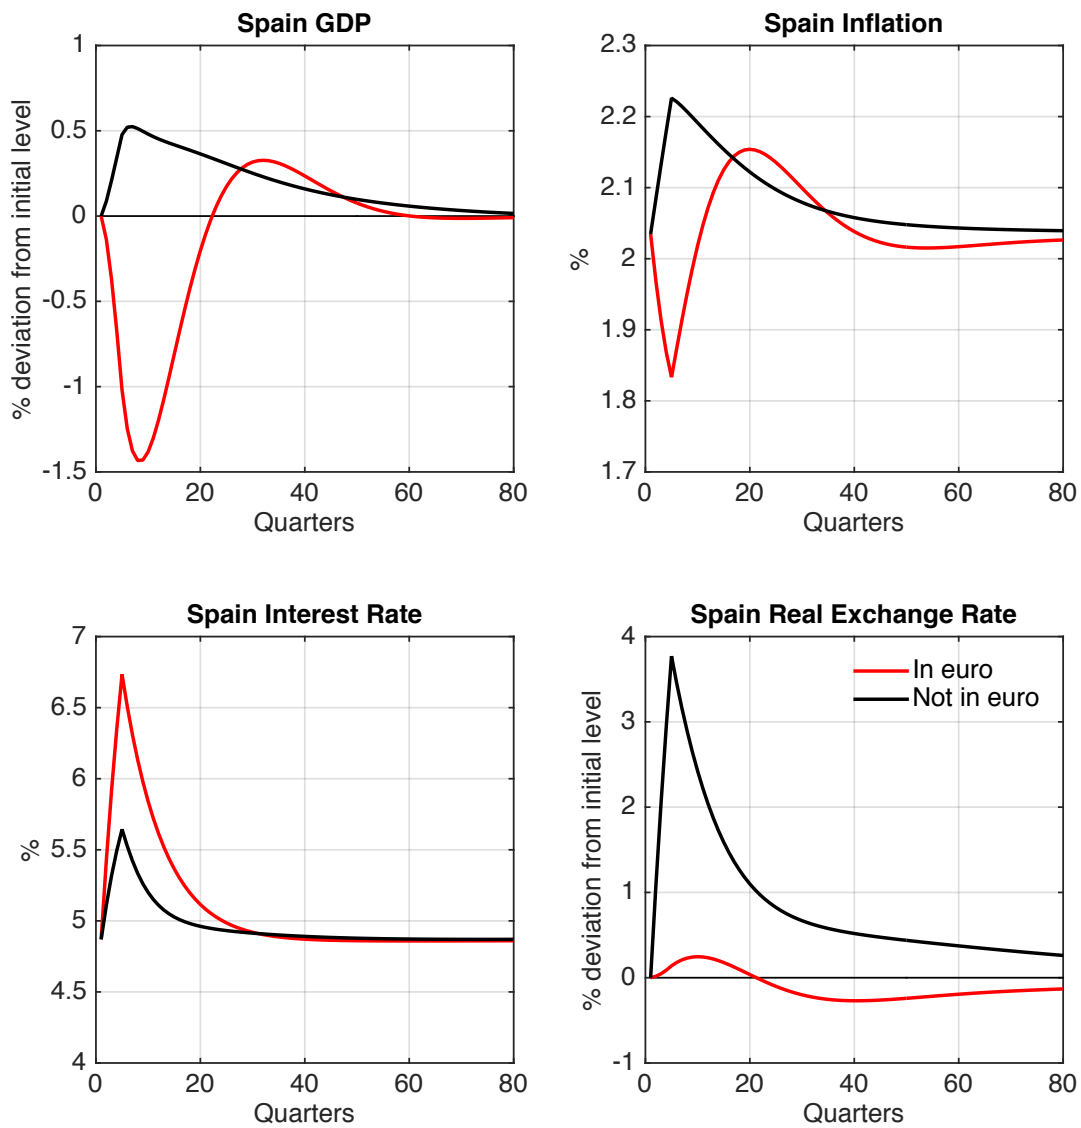 Spain GDP
% deviation from initial level
1
0.5
0
-0.5
-1
-1.5
0 20 40 60 80
Quarters
Spain Inflation
%
2.3
2.2
2.1
2
1.9
1.8
1.7
0 20 40 60 80
Quarters
Spain Interest Rate
%
7
6.5
6
5.5
5
4.5
4
0 20 40 60 80
Quarters
Spain Real Exchange Rate
% deviation from initial level
4
3
2
1
0
-1
In euro
Not in euro
0 20 40 60 80
Quarters